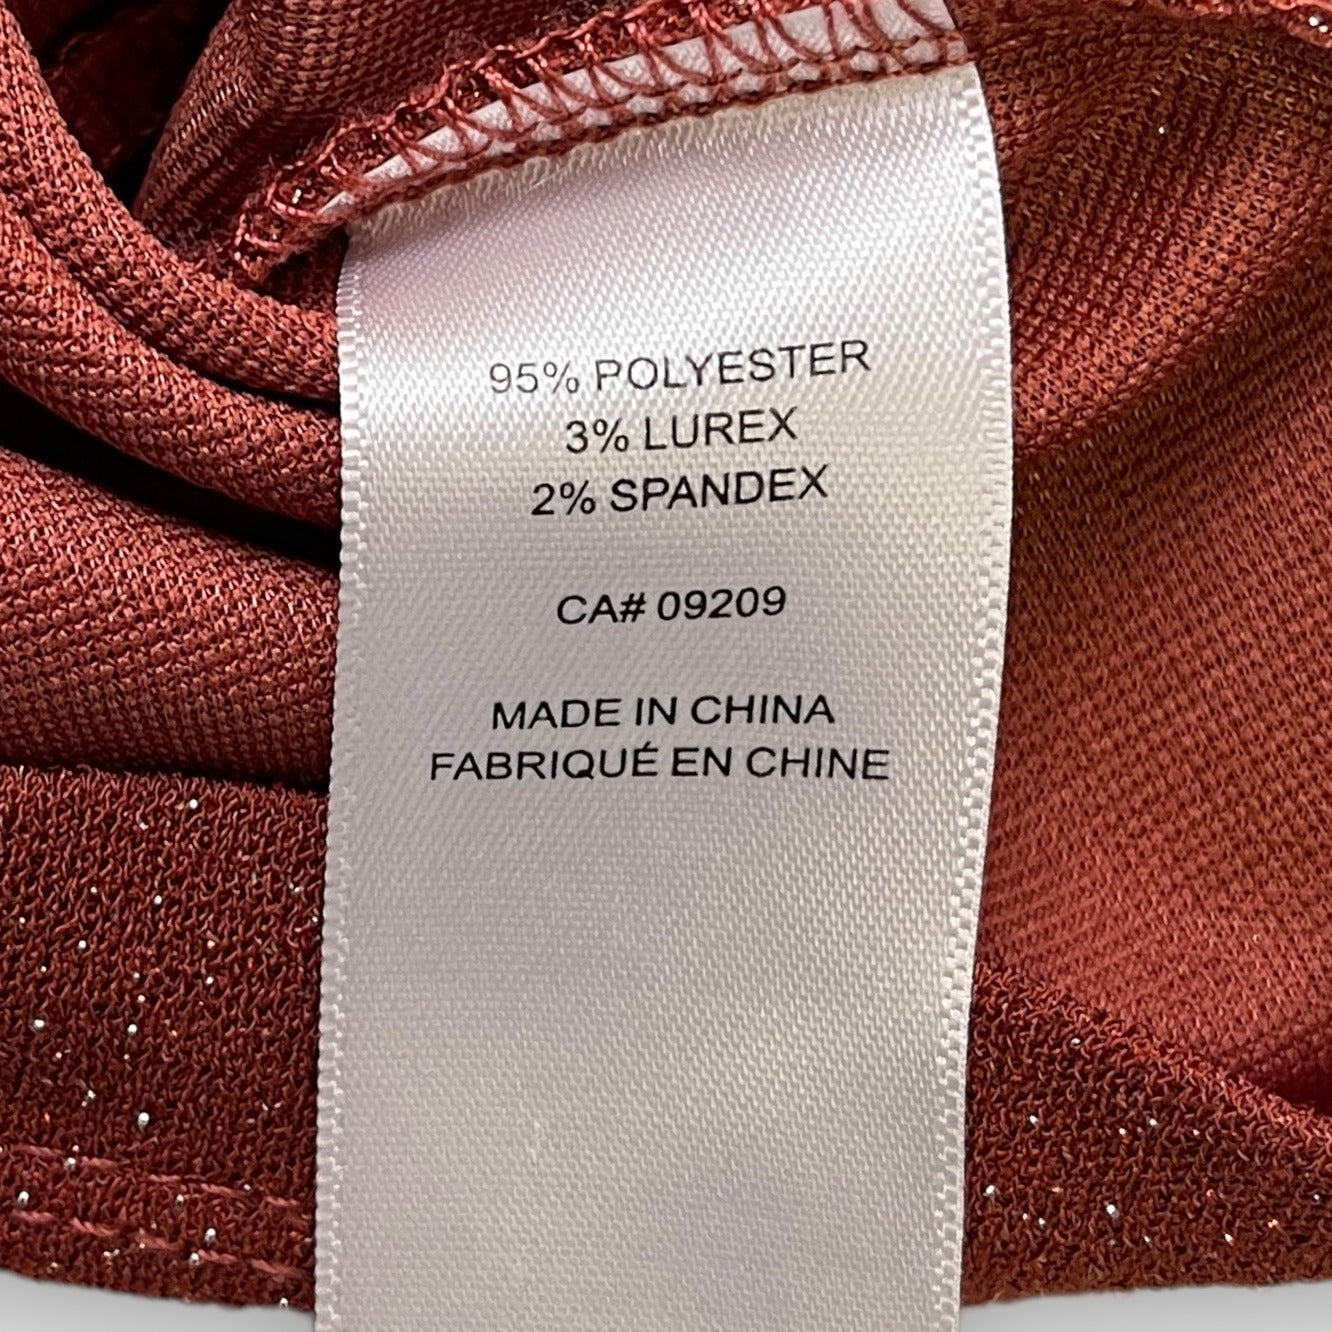 95% POLYESTER
3% LUREX
2% SPANDEX
CA# 09209
MADE IN CHINA
FABRIQUÉ EN CHINE